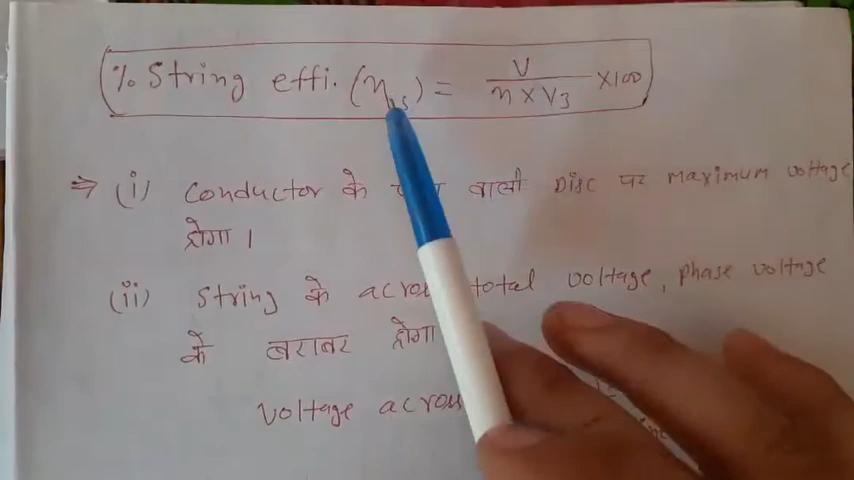 % String effi. (η) = V / n × V3 × 100
⇒ (i) Conductor के वाली Disc पर maximum voltage
होगा ।
(ii) String के across total voltage, phase voltage
के बराबर होगा
voltage across